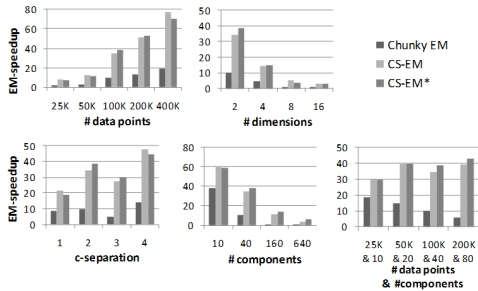 80
60
40
20
0
EM-speedup
25K 50K 100K 200K 400K
# data points
50
40
30
20
10
0
2 4 8 16
# dimensions
Chunky EM
CS-EM
CS-EM*
50
40
30
20
10
0
EM-speedup
1 2 3 4
c-separation
80
60
40
20
0
10 40 160 640
# components
50
40
30
20
10
0
25K 50K 100K 200K
& 10 & 20 & 40 & 80
# data points
& #components